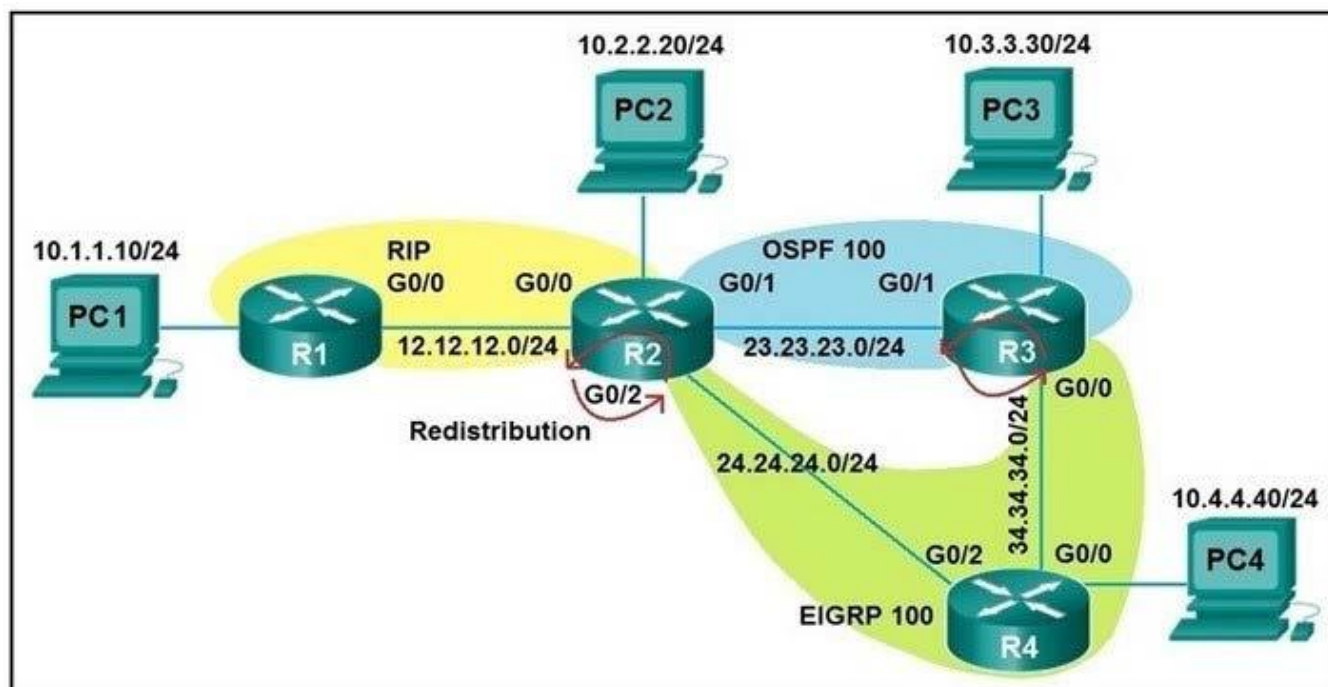 10.2.2.20/24
10.3.3.30/24
PC2
PC3
10.1.1.10/24
RIP
OSPF 100
G0/0
G0/0
G0/1
G0/1
PC1
R1
12.12.12.0/24
R2
23.23.23.0/24
R3
G0/2
G0/0
Redistribution
24.24.24.0/24
34.34.34.0/24
10.4.4.40/24
G0/2
G0/0
PC4
EIGRP 100
R4